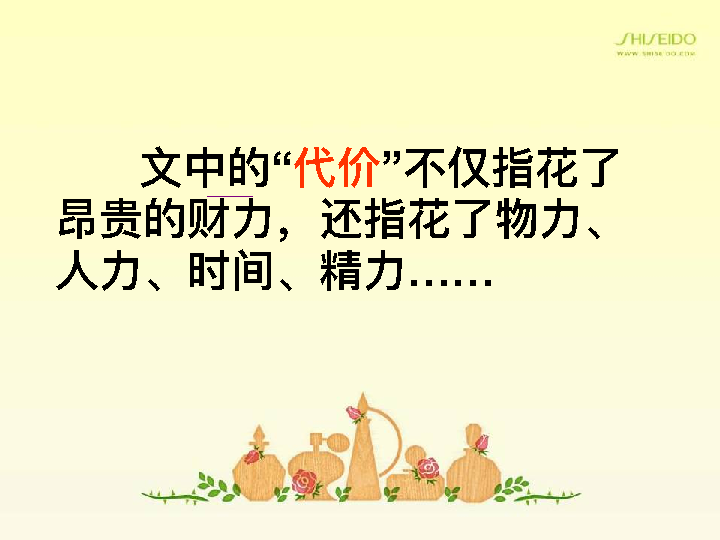 SHISEIDO
WWW.SHISEIDO.COM
文中的“代价”不仅指花了
昂贵的财力，还指花了物力、
人力、时间、精力……